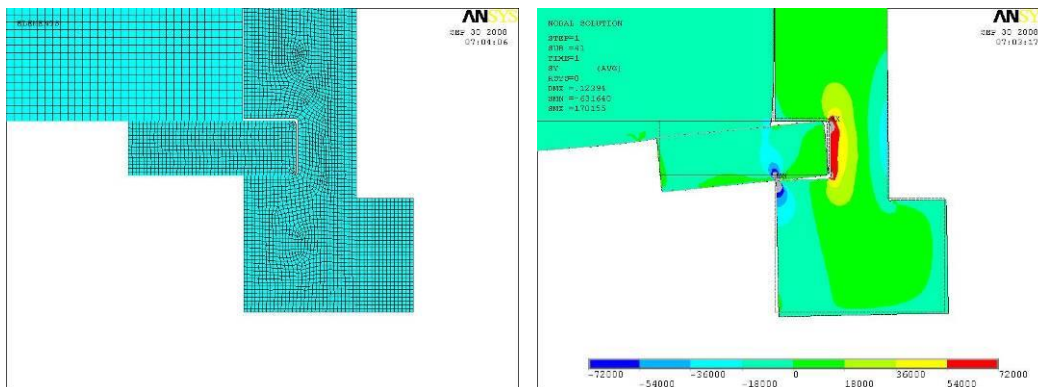 ELEMENTS
ANSYS
SEP 30 2008
07:04:06
NODAL SOLUTION
STEP=1
SUB =41
TIME=1
SY (AVG)
RSYS=0
DMX =.12394
SMN =-631640
SMX =170155
ANSYS
SEP 30 2008
07:03:17
-72000 -36000 0 36000 72000
-54000 -18000 18000 54000